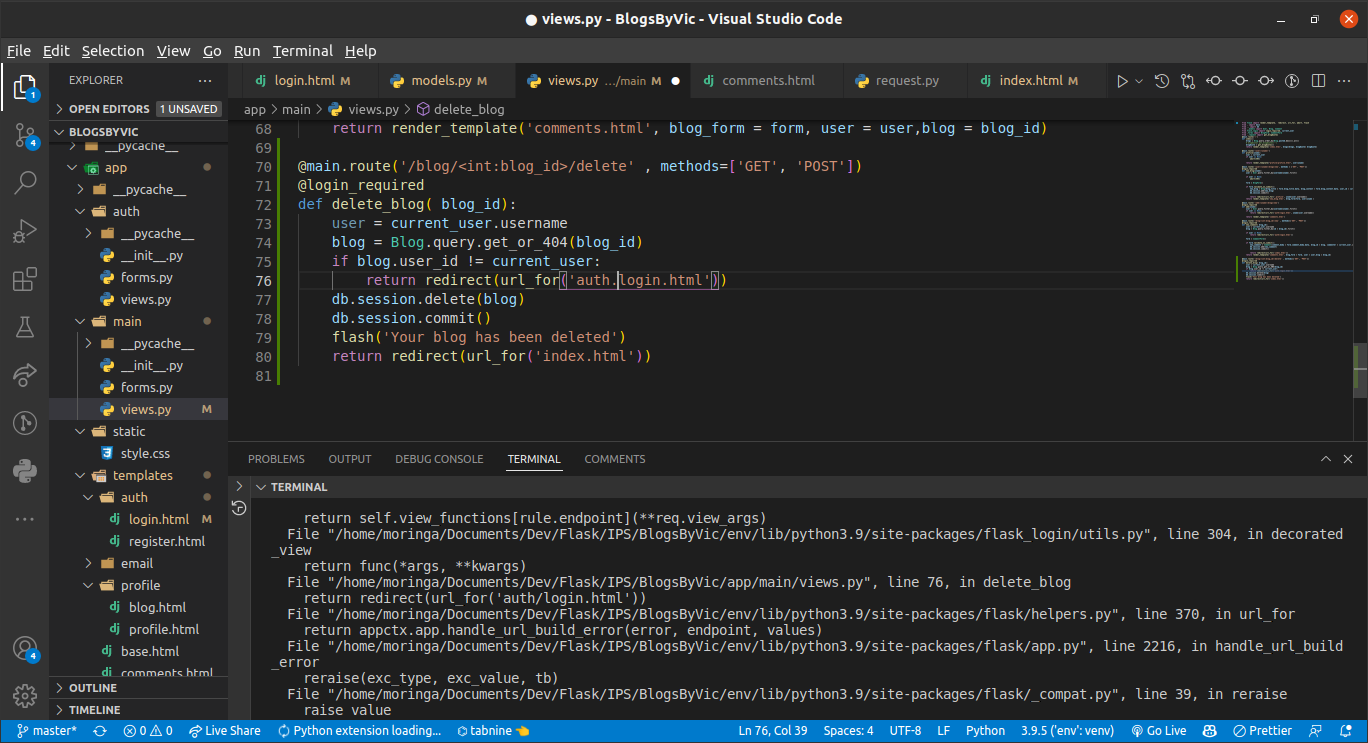 views.py - BlogsByVic - Visual Studio Code
File Edit Selection View Go Run Terminal Help
EXPLORER
login.html M models.py M views.py .../main M comments.html request.py index.html M
OPEN EDITORS 1 UNSAVED
app > main > views.py > delete_blog
BLOGSBYVIC
__pycache__
app
__pycache__
auth
__pycache__
__init__.py
forms.py
views.py
main
__pycache__
__init__.py
forms.py
views.py M
static
style.css
templates
auth
login.html M
register.html
email
profile
blog.html
profile.html
base.html
comments.html
OUTLINE
TIMELINE
1
4
4
68 return render_template('comments.html', blog_form = form, user = user,blog = blog_id)
69
70 @main.route('/blog/<int:blog_id>/delete' , methods=['GET', 'POST'])
71 @login_required
72 def delete_blog( blog_id):
73 user = current_user.username
74 blog = Blog.query.get_or_404(blog_id)
75 if blog.user_id != current_user:
76 return redirect(url_for('auth.login.html'))
77 db.session.delete(blog)
78 db.session.commit()
79 flash('Your blog has been deleted')
80 return redirect(url_for('index.html'))
81
PROBLEMS OUTPUT DEBUG CONSOLE TERMINAL COMMENTS
TERMINAL
return self.view_functions[rule.endpoint](**req.view_args)
File "/home/moringa/Documents/Dev/Flask/IPS/BlogsByVic/env/lib/python3.9/site-packages/flask_login/utils.py", line 304, in decorated
_view
return func(*args, **kwargs)
File "/home/moringa/Documents/Dev/Flask/IPS/BlogsByVic/app/main/views.py", line 76, in delete_blog
return redirect(url_for('auth/login.html'))
File "/home/moringa/Documents/Dev/Flask/IPS/BlogsByVic/env/lib/python3.9/site-packages/flask/helpers.py", line 370, in url_for
return appctx.app.handle_url_build_error(error, endpoint, values)
File "/home/moringa/Documents/Dev/Flask/IPS/BlogsByVic/env/lib/python3.9/site-packages/flask/app.py", line 2216, in handle_url_build
_error
reraise(exc_type, exc_value, tb)
File "/home/moringa/Documents/Dev/Flask/IPS/BlogsByVic/env/lib/python3.9/site-packages/flask/_compat.py", line 39, in reraise
raise value
master* 0 0 Live Share Python extension loading... tabnine Ln 76, Col 39 Spaces: 4 UTF-8 LF Python 3.9.5 ('env': venv) Go Live Prettier